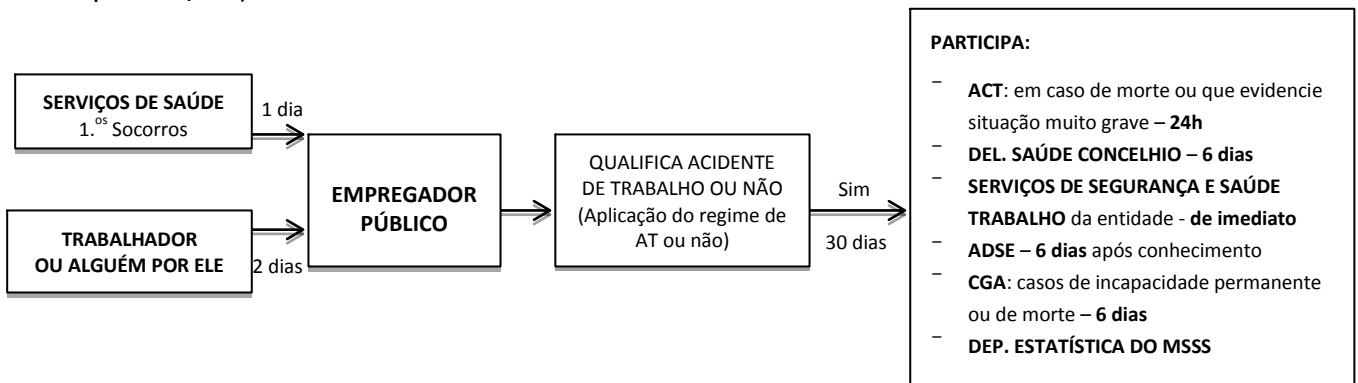 SERVIÇOS DE SAÚDE
1.os Socorros
1 dia
TRABALHADOR
OU ALGUÉM POR ELE
2 dias
EMPREGADOR
PÚBLICO
QUALIFICA ACIDENTE
DE TRABALHO OU NÃO
(Aplicação do regime de
AT ou não)
Sim
30 dias
PARTICIPA:
– ACT: em caso de morte ou que evidencie
situação muito grave – 24h
– DEL. SAÚDE CONCELHIO – 6 dias
– SERVIÇOS DE SEGURANÇA E SAÚDE
TRABALHO da entidade - de imediato
– ADSE – 6 dias após conhecimento
– CGA: casos de incapacidade permanente
ou de morte – 6 dias
– DEP. ESTATÍSTICA DO MSSS